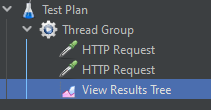 Test Plan
Thread Group
HTTP Request
HTTP Request
View Results Tree